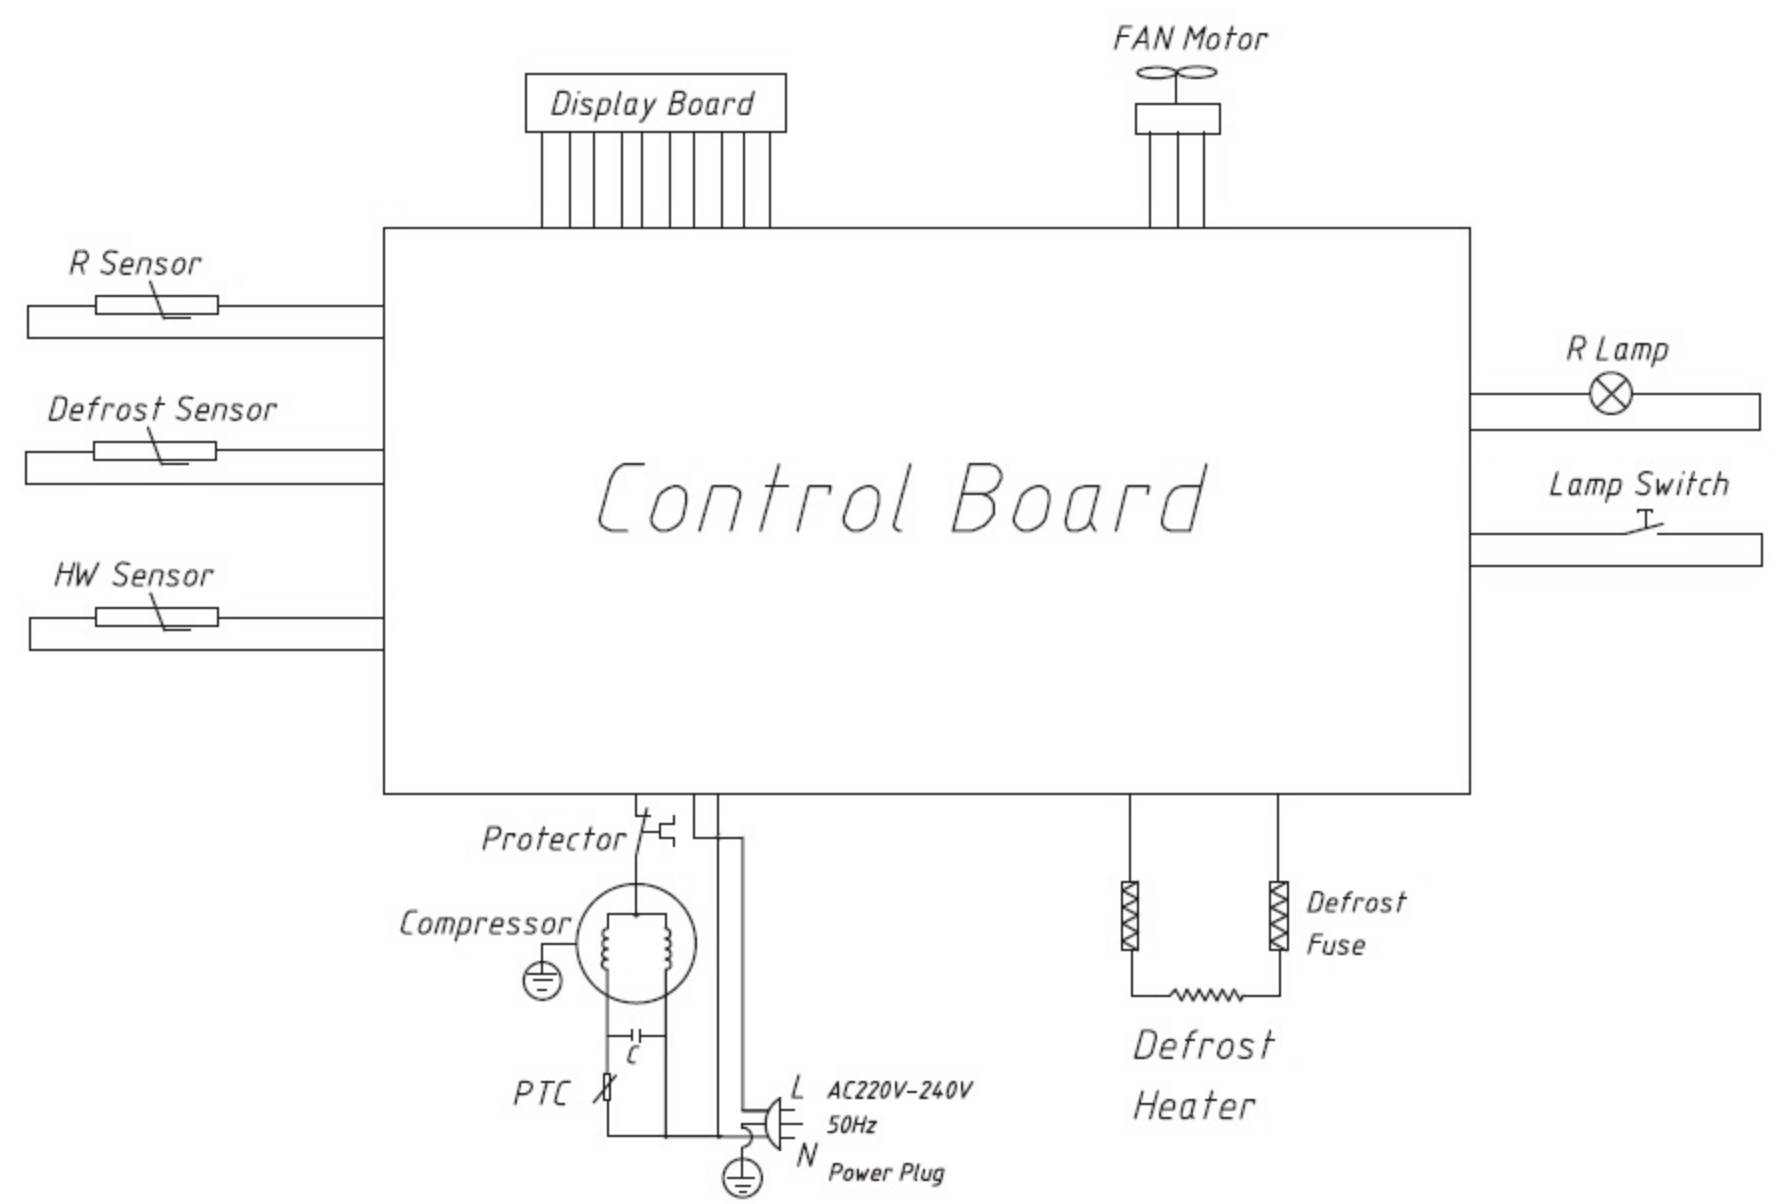 FAN Motor
Display Board
R Sensor
R Lamp
Defrost Sensor
Lamp Switch
Control Board
HW Sensor
Protector
Compressor
Defrost
Fuse
C
Defrost
Heater
PTC
L
AC220V-240V
50Hz
N
Power Plug